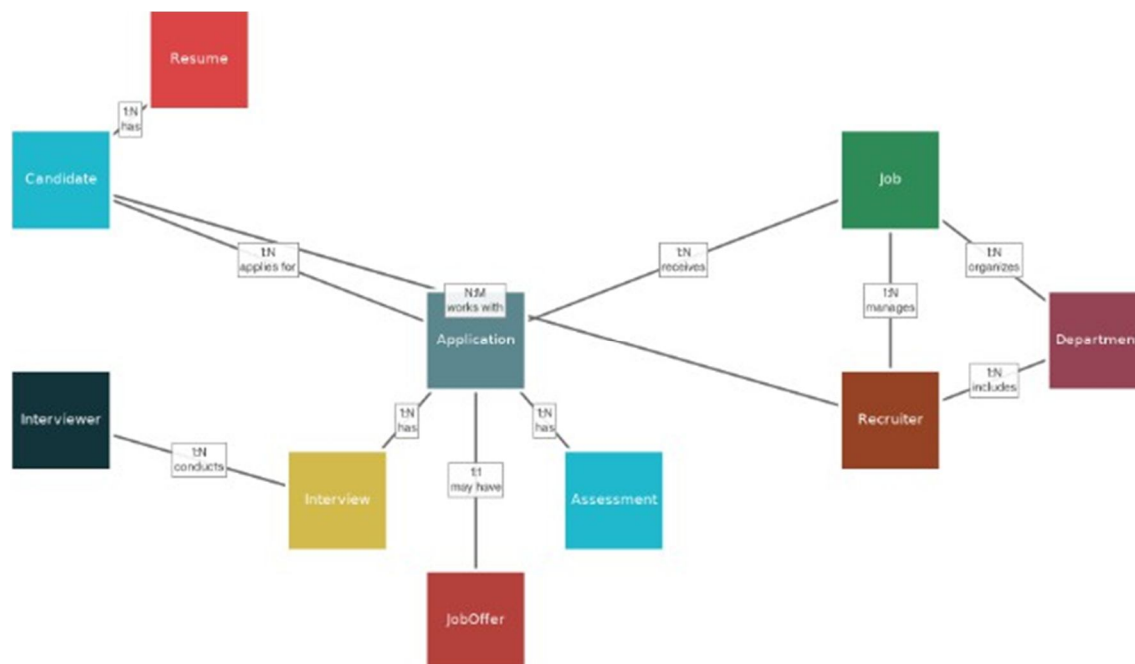 Resume
1:N
has
Candidate
Job
1:N
applies for
1:N
receives
1:N
organizes
N:M
works with
1:N
manages
Application
Departmen
1:N
includes
Interviewer
1:N
has
1:N
has
Recruiter
1:N
conducts
1:1
may have
Interview
Assessment
JobOffer